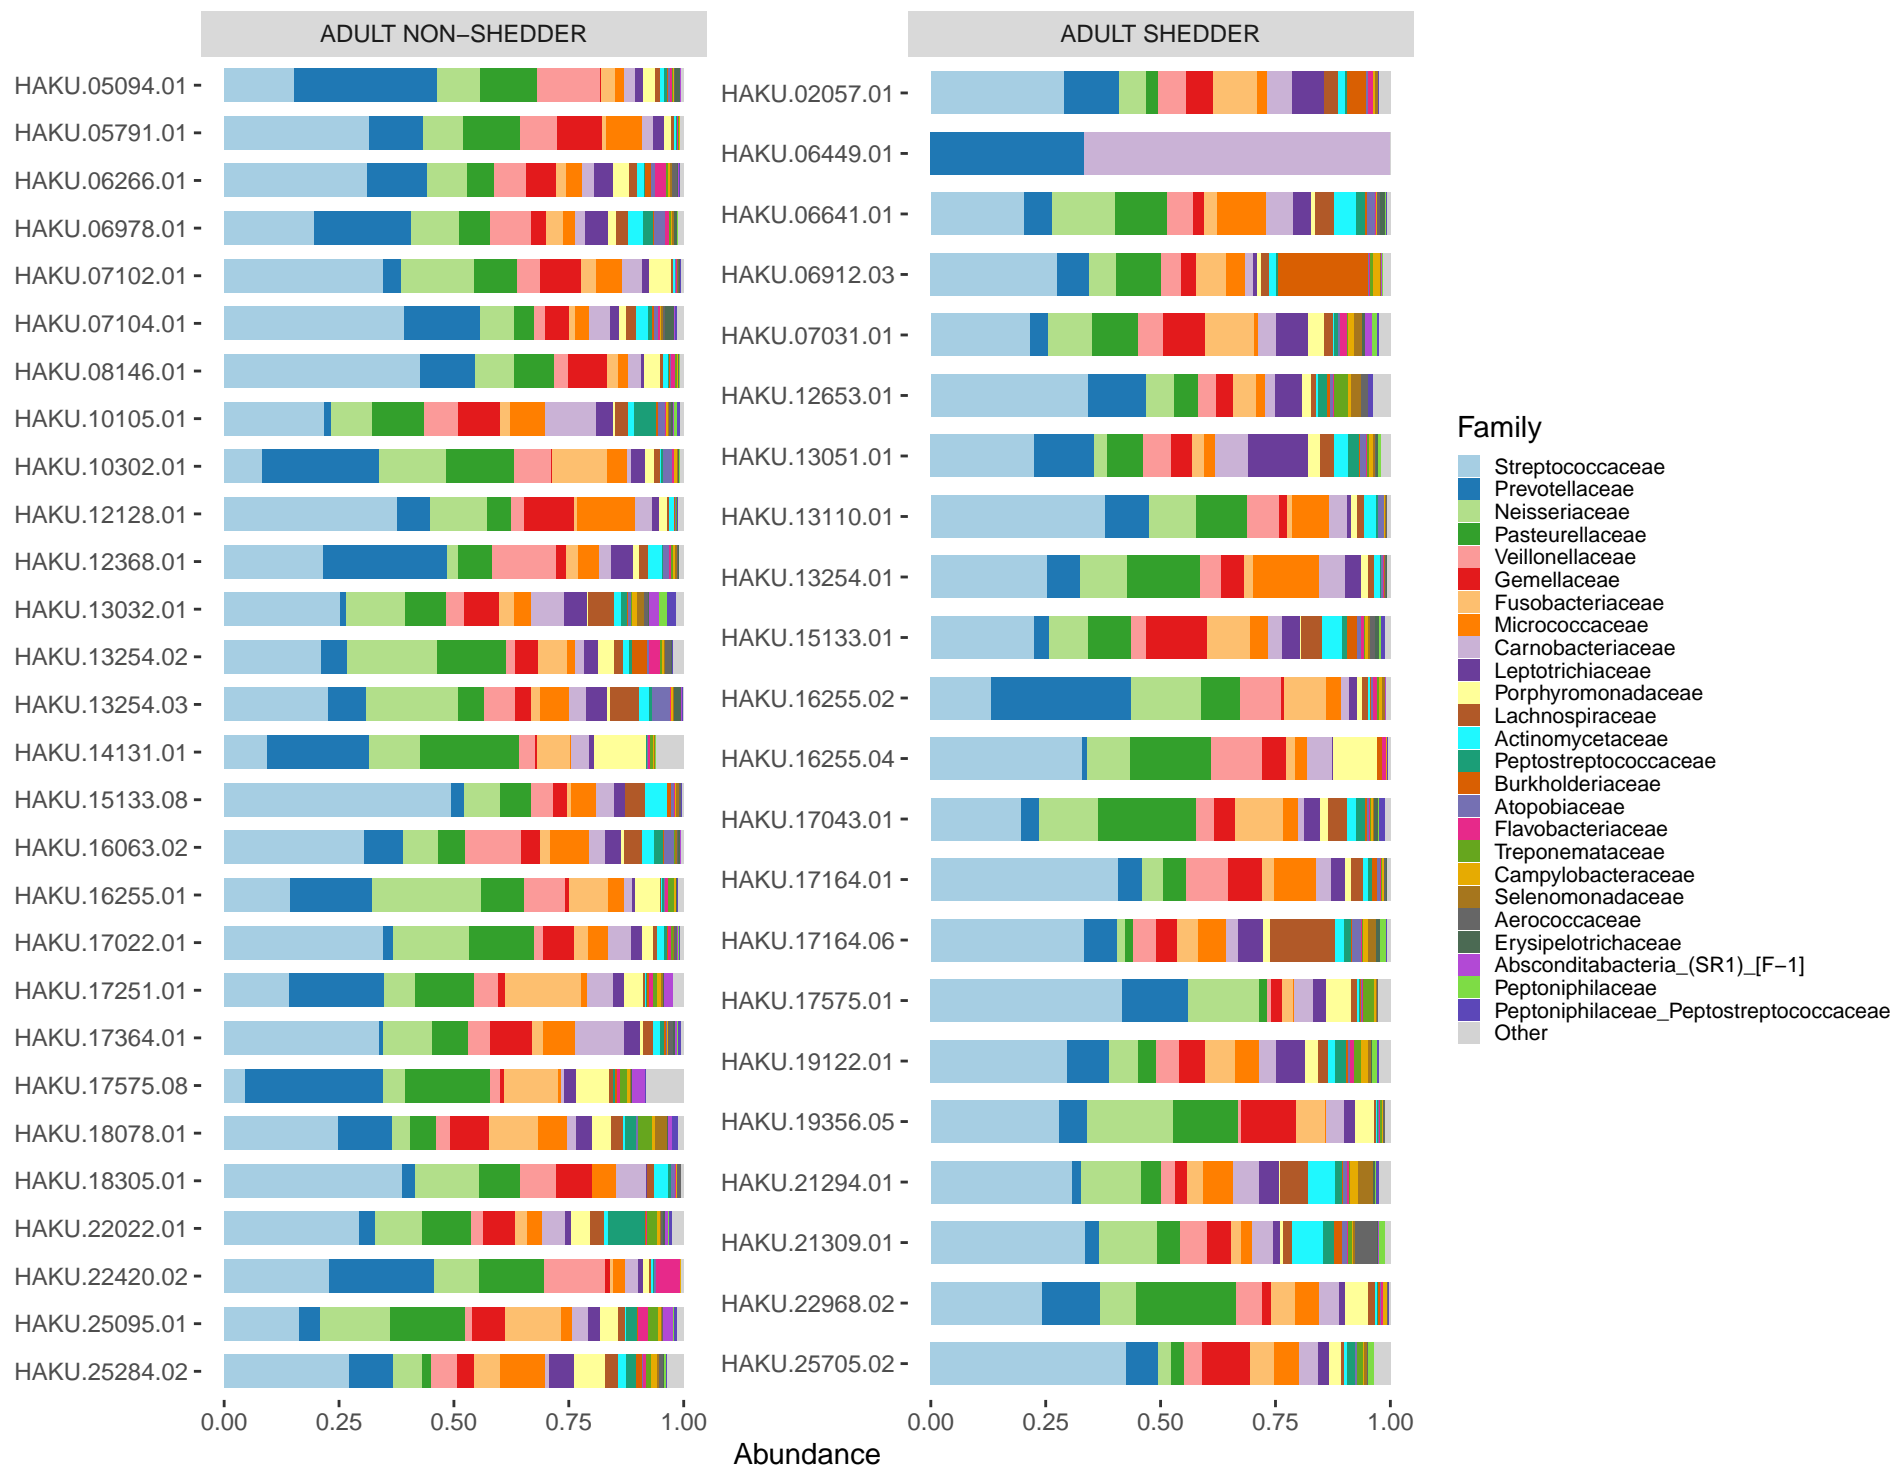 ADULT NON−SHEDDER
HAKU.05094.01
HAKU.05791.01
HAKU.06266.01
HAKU.06978.01
HAKU.07102.01
HAKU.07104.01
HAKU.08146.01
HAKU.10105.01
HAKU.10302.01
HAKU.12128.01
HAKU.12368.01
HAKU.13032.01
HAKU.13254.02
HAKU.13254.03
HAKU.14131.01
HAKU.15133.08
HAKU.16063.02
HAKU.16255.01
HAKU.17022.01
HAKU.17251.01
HAKU.17364.01
HAKU.17575.08
HAKU.18078.01
HAKU.18305.01
HAKU.22022.01
HAKU.22420.02
HAKU.25095.01
HAKU.25284.02
0.00 0.25 0.50 0.75 1.00
ADULT SHEDDER
HAKU.02057.01
HAKU.06449.01
HAKU.06641.01
HAKU.06912.03
HAKU.07031.01
HAKU.12653.01
HAKU.13051.01
HAKU.13110.01
HAKU.13254.01
HAKU.15133.01
HAKU.16255.02
HAKU.16255.04
HAKU.17043.01
HAKU.17164.01
HAKU.17164.06
HAKU.17575.01
HAKU.19122.01
HAKU.19356.05
HAKU.21294.01
HAKU.21309.01
HAKU.22968.02
HAKU.25705.02
0.00 0.25 0.50 0.75 1.00
Abundance
Family
Streptococcaceae
Prevotellaceae
Neisseriaceae
Pasteurellaceae
Veillonellaceae
Gemellaceae
Fusobacteriaceae
Micrococcaceae
Carnobacteriaceae
Leptotrichiaceae
Porphyromonadaceae
Lachnospiraceae
Actinomycetaceae
Peptostreptococcaceae
Burkholderiaceae
Atopobiaceae
Flavobacteriaceae
Treponemataceae
Campylobacteraceae
Selenomonadaceae
Aerococcaceae
Erysipelotrichaceae
Absconditabacteria_(SR1)_[F−1]
Peptoniphilaceae
Peptoniphilaceae_Peptostreptococcaceae
Other